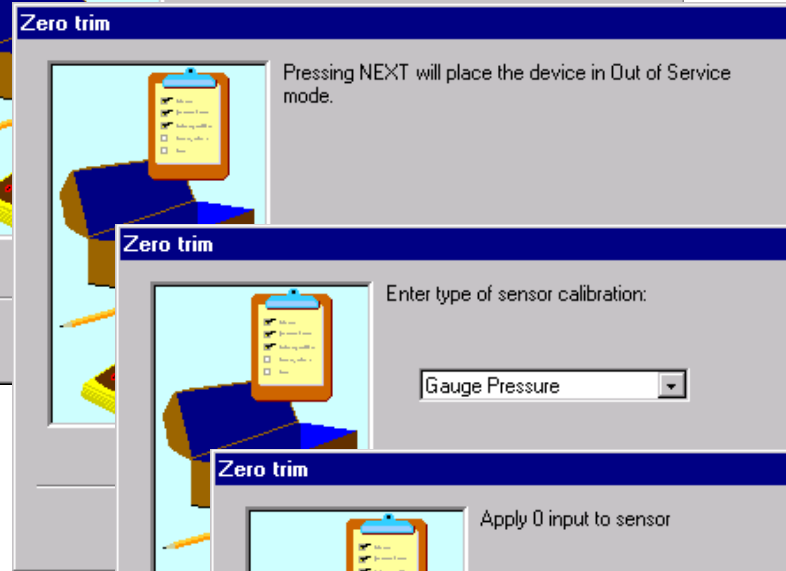 Zero trim
Pressing NEXT will place the device in Out of Service
mode.
Zero trim
Enter type of sensor calibration:
Gauge Pressure
Zero trim
Apply 0 input to sensor